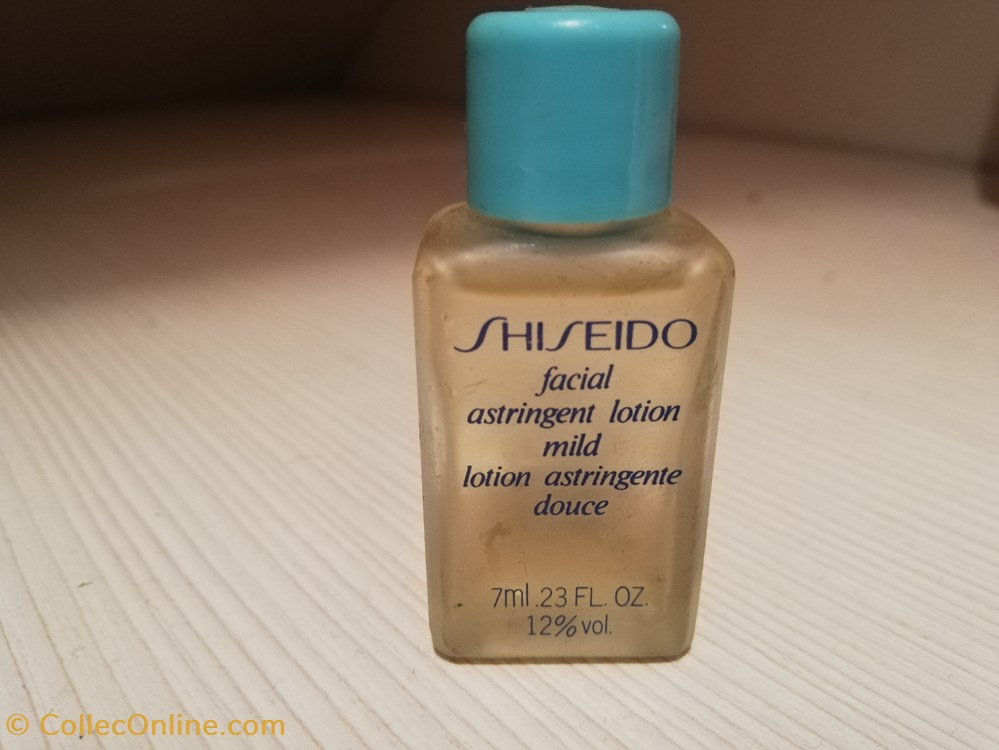 SHISEIDO
facial
astringent lotion
mild
lotion astringente
douce
7ml .23 FL. OZ.
12% vol.
© CollecOnline.com